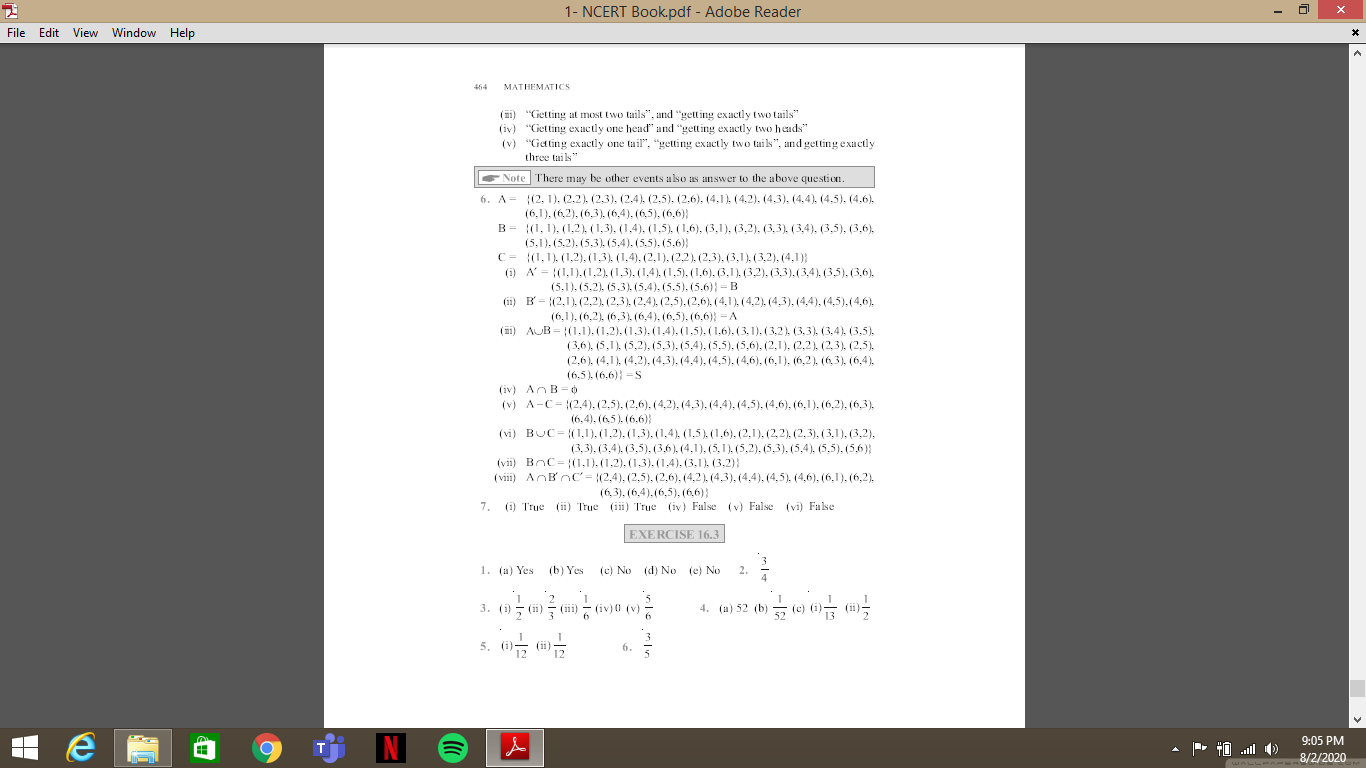 1- NCERT Book.pdf - Adobe Reader
File Edit View Window Help
464 MATHEMATICS
(iii) “Getting at most two tails”, and “getting exactly two tails”
(iv) “Getting exactly one head” and “getting exactly two heads”
(v) “Getting exactly one tail”, “getting exactly two tails”, and getting exactly
three tails”
Note There may be other events also as answer to the above question.
6. A = {(2, 1), (2,2), (2,3), (2,4), (2,5), (2,6), (4,1), (4,2), (4,3), (4,4), (4,5), (4,6),
(6,1), (6,2), (6,3), (6,4), (6,5), (6,6)}
B = {(1, 1), (1,2), (1,3), (1,4), (1,5), (1,6), (3,1), (3,2), (3,3), (3,4), (3,5), (3,6),
(5,1), (5,2), (5,3), (5,4), (5,5), (5,6)}
C = {(1, 1), (1,2), (1,3), (1,4), (2,1), (2,2), (2,3), (3,1), (3,2), (4,1)}
(i) A′ = {(1,1), (1,2), (1,3), (1,4), (1,5), (1,6), (3,1), (3,2), (3,3), (3,4), (3,5), (3,6),
(5,1), (5,2), (5,3), (5,4), (5,5), (5,6)} = B
(ii) B′ = {(2,1), (2,2), (2,3), (2,4), (2,5), (2,6), (4,1), (4,2), (4,3), (4,4), (4,5), (4,6),
(6,1), (6,2), (6,3), (6,4), (6,5), (6,6)} = A
(iii) A∪B = {(1,1), (1,2), (1,3), (1,4), (1,5), (1,6), (3,1), (3,2), (3,3), (3,4), (3,5),
(3,6), (5,1), (5,2), (5,3), (5,4), (5,5), (5,6), (2,1), (2,2), (2,3), (2,5),
(2,6), (4,1), (4,2), (4,3), (4,4), (4,5), (4,6), (6,1), (6,2), (6,3), (6,4),
(6,5), (6,6)} = S
(iv) A ∩ B = φ
(v) A – C = {(2,4), (2,5), (2,6), (4,2), (4,3), (4,4), (4,5), (4,6), (6,1), (6,2), (6,3),
(6,4), (6,5), (6,6)}
(vi) B ∪ C = {(1,1), (1,2), (1,3), (1,4), (1,5), (1,6), (2,1), (2,2), (2,3), (3,1), (3,2),
(3,3), (3,4), (3,5), (3,6), (4,1), (5,1), (5,2), (5,3), (5,4), (5,5), (5,6)}
(vii) B ∩ C = {(1,1), (1,2), (1,3), (1,4), (3,1), (3,2)}
(viii) A ∩ B′ ∩ C′ = {(2,4), (2,5), (2,6), (4,2), (4,3), (4,4), (4,5), (4,6), (6,1), (6,2),
(6,3), (6,4), (6,5), (6,6)}
7. (i) True (ii) True (iii) True (iv) False (v) False (vi) False
EXERCISE 16.3
1. (a) Yes (b) Yes (c) No (d) No (e) No 2. 3/4
3. (i) 1/2 (ii) 2/3 (iii) 1/6 (iv) 0 (v) 5/6 4. (a) 52 (b) 1/52 (c) (i) 1/13 (ii) 1/2
5. (i) 1/12 (ii) 1/12 6. 3/5
9:05 PM
8/2/2020